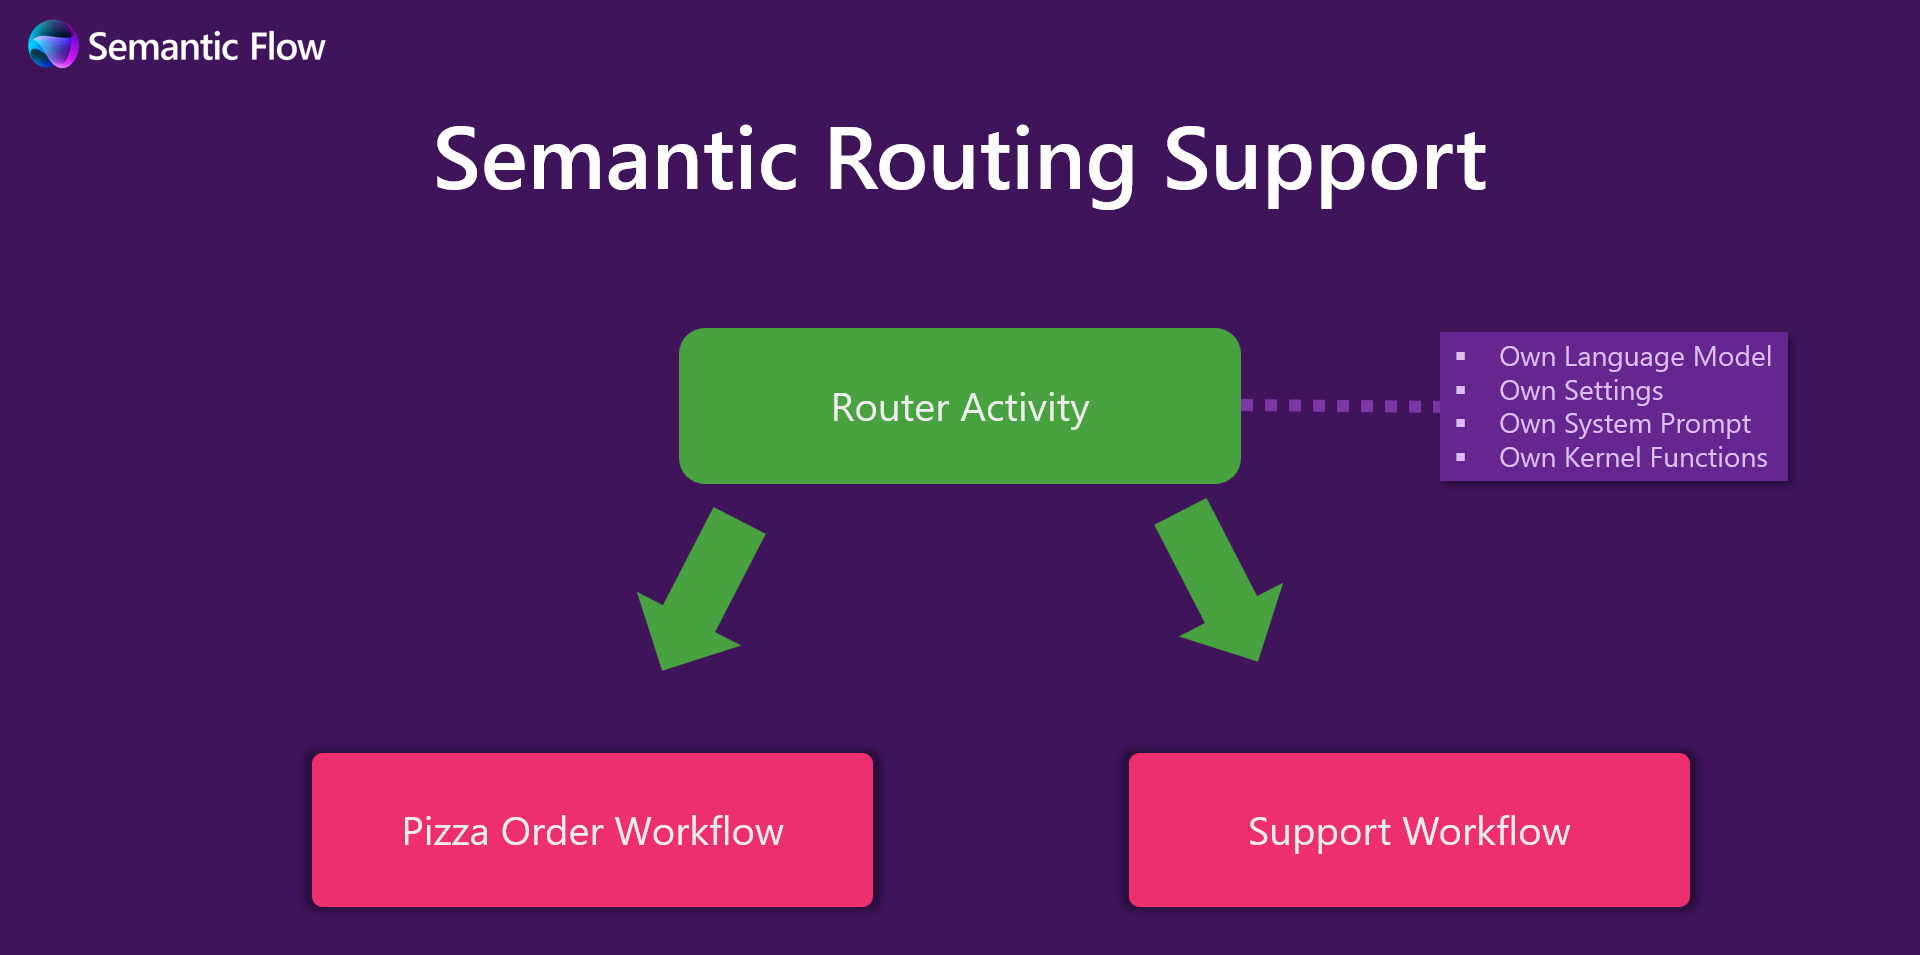 Semantic Flow
Semantic Routing Support
Router Activity
▪ Own Language Model
▪ Own Settings
▪ Own System Prompt
▪ Own Kernel Functions
Pizza Order Workflow
Support Workflow